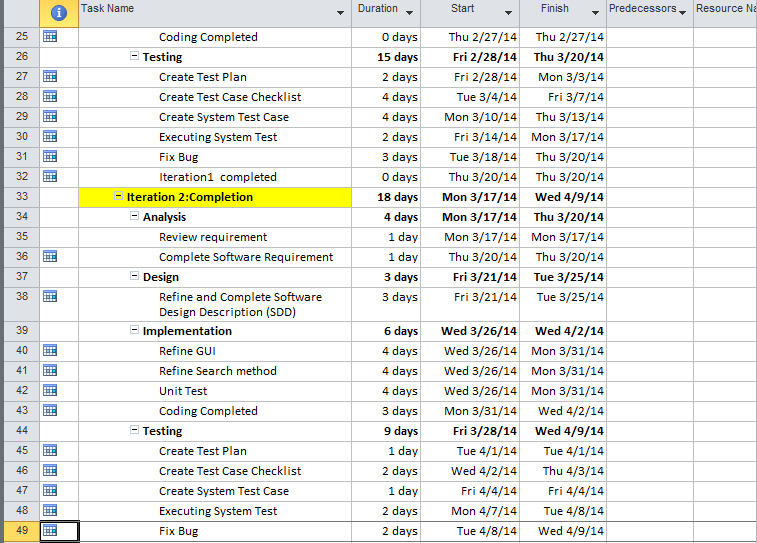 Task Name Duration Start Finish Predecessors Resource Na
25 Coding Completed 0 days Thu 2/27/14 Thu 2/27/14
26 Testing 15 days Fri 2/28/14 Thu 3/20/14
27 Create Test Plan 2 days Fri 2/28/14 Mon 3/3/14
28 Create Test Case Checklist 4 days Tue 3/4/14 Fri 3/7/14
29 Create System Test Case 4 days Mon 3/10/14 Thu 3/13/14
30 Executing System Test 2 days Fri 3/14/14 Mon 3/17/14
31 Fix Bug 3 days Tue 3/18/14 Thu 3/20/14
32 Iteration1 completed 0 days Thu 3/20/14 Thu 3/20/14
33 Iteration 2:Completion 18 days Mon 3/17/14 Wed 4/9/14
34 Analysis 4 days Mon 3/17/14 Thu 3/20/14
35 Review requirement 1 day Mon 3/17/14 Mon 3/17/14
36 Complete Software Requirement 1 day Thu 3/20/14 Thu 3/20/14
37 Design 3 days Fri 3/21/14 Tue 3/25/14
38 Refine and Complete Software 3 days Fri 3/21/14 Tue 3/25/14
Design Description (SDD)
39 Implementation 6 days Wed 3/26/14 Wed 4/2/14
40 Refine GUI 4 days Wed 3/26/14 Mon 3/31/14
41 Refine Search method 4 days Wed 3/26/14 Mon 3/31/14
42 Unit Test 4 days Wed 3/26/14 Mon 3/31/14
43 Coding Completed 3 days Mon 3/31/14 Wed 4/2/14
44 Testing 9 days Fri 3/28/14 Wed 4/9/14
45 Create Test Plan 1 day Tue 4/1/14 Tue 4/1/14
46 Create Test Case Checklist 2 days Wed 4/2/14 Thu 4/3/14
47 Create System Test Case 1 day Fri 4/4/14 Fri 4/4/14
48 Executing System Test 2 days Mon 4/7/14 Tue 4/8/14
49 Fix Bug 2 days Tue 4/8/14 Wed 4/9/14